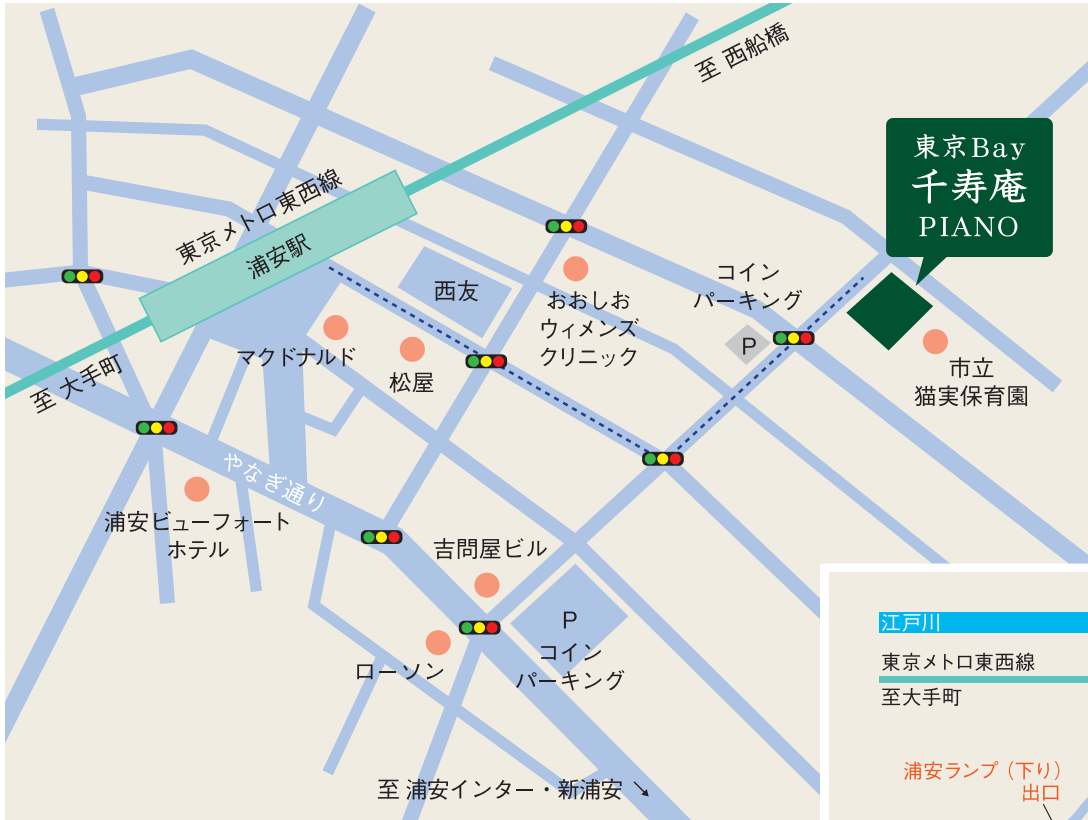 至 西船橋
東京Bay
千寿庵
PIANO
東京メトロ東西線
浦安駅
西友
コイン
パーキング
P
おおしお
ウィメンズ
クリニック
マクドナルド
松屋
市立
猫実保育園
至 大手町
やなぎ通り
浦安ビューフォート
ホテル
吉問屋ビル
P
コイン
パーキング
ローソン
至 浦安インター・新浦安 ↘
江戸川
東京メトロ東西線
至大手町
浦安ランプ（下り）
出口